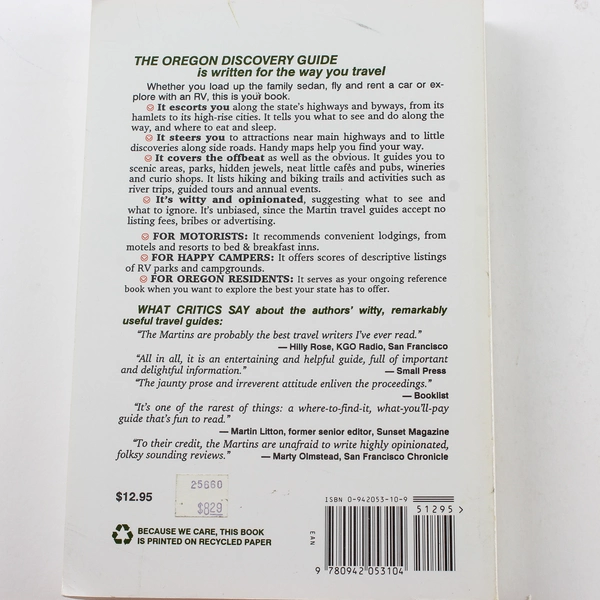 THE OREGON DISCOVERY GUIDE
is written for the way you travel
Whether you load up the family sedan, fly and rent a car or ex-
plore with an RV, this is your book.
It escorts you along the state's highways and byways, from its
hamlets to its high-rise cities. It tells you what to see and do along the
way, and where to eat and sleep.
It steers you to attractions near main highways and to little
discoveries along side roads. Handy maps help you find your way.
It covers the offbeat as well as the obvious. It guides you to
scenic areas, parks, hidden jewels, neat little cafés and pubs, wineries
and curio shops. It lists hiking and biking trails and activities such as
river trips, guided tours and annual events.
It's witty and opinionated, suggesting what to see and
what to ignore. It's unbiased, since the Martin travel guides accept no
listing fees, bribes or advertising.
FOR MOTORISTS: It recommends convenient lodgings, from
motels and resorts to bed & breakfast inns.
FOR HAPPY CAMPERS: It offers scores of descriptive listings
of RV parks and campgrounds.
FOR OREGON RESIDENTS: It serves as your ongoing reference
book when you want to explore the best your state has to offer.
WHAT CRITICS SAY about the authors' witty, remarkably
useful travel guides:
"The Martins are probably the best travel writers I've ever read."
— Hilly Rose, KGO Radio, San Francisco
"All in all, it is an entertaining and helpful guide, full of important
and delightful information." — Small Press
"The jaunty prose and irreverent attitude enliven the proceedings."
— Booklist
"It's one of the rarest of things: a where-to-find-it, what-you'll-pay
guide that's fun to read."
— Martin Litton, former senior editor, Sunset Magazine
"To their credit, the Martins are unafraid to write highly opinionated,
folksy sounding reviews." — Marty Olmstead, San Francisco Chronicle
$12.95
25660
$829
BECAUSE WE CARE, THIS BOOK
IS PRINTED ON RECYCLED PAPER
ISBN 0-942053-10-9
51295 >
EAN
9 780942 053104